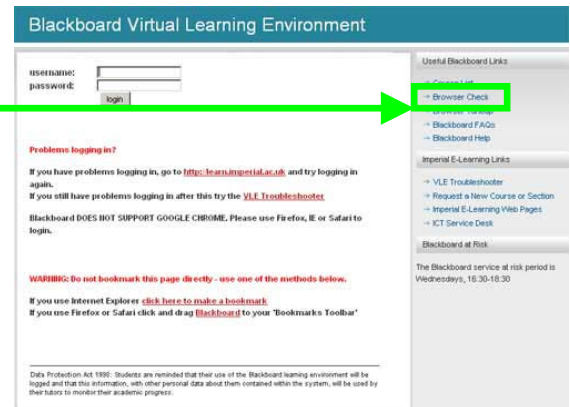 Blackboard Virtual Learning Environment
username:
password:
login
Problems logging in?
If you have problems logging in, go to http://learn.imperial.ac.uk and try logging in
again.
If you still have problems logging in after this try the VLE Troubleshooter
Blackboard DOES NOT SUPPORT GOOGLE CHROME. Please use Firefox, IE or Safari to
login.
WARNING: Do not bookmark this page directly - use one of the methods below.
If you use Internet Explorer click here to make a bookmark
If you use Firefox or Safari click and drag Blackboard to your 'Bookmarks Toolbar'
Data Protection Act 1998: Students are reminded that their use of the Blackboard learning environment will be
logged and that this information, with other personal data about them contained within the system, will be used by
their tutors to monitor their academic progress.
Useful Blackboard Links
→ Course List
→ Browser Check
→ Browser Tuneup
→ Blackboard FAQs
→ Blackboard Help
Imperial E-Learning Links
→ VLE Troubleshooter
→ Request a New Course or Section
→ Imperial E-Learning Web Pages
→ ICT Service Desk
Blackboard at Risk
The Blackboard service at risk period is
Wednesdays, 16:30-18:30